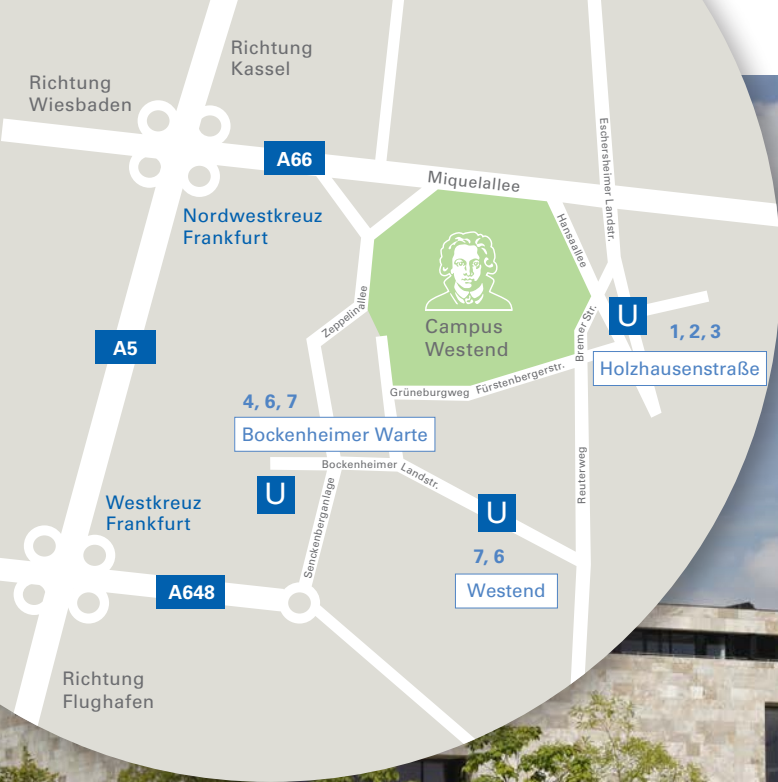 Richtung
Kassel
Richtung
Wiesbaden
A66
Miquelallee
Eschersheimer Landstr.
Nordwestkreuz
Frankfurt
Hansaallee
Zeppelinallee
Campus
Westend
Bremer Str.
U
1, 2, 3
Holzhausenstraße
A5
Grüneburgweg
Fürstenbergerstr.
4, 6, 7
Bockenheimer Warte
Bockenheimer Landstr.
U
Senckenberganlage
Reuterweg
U
7, 6
Westend
Westkreuz
Frankfurt
A648
Richtung
Flughafen